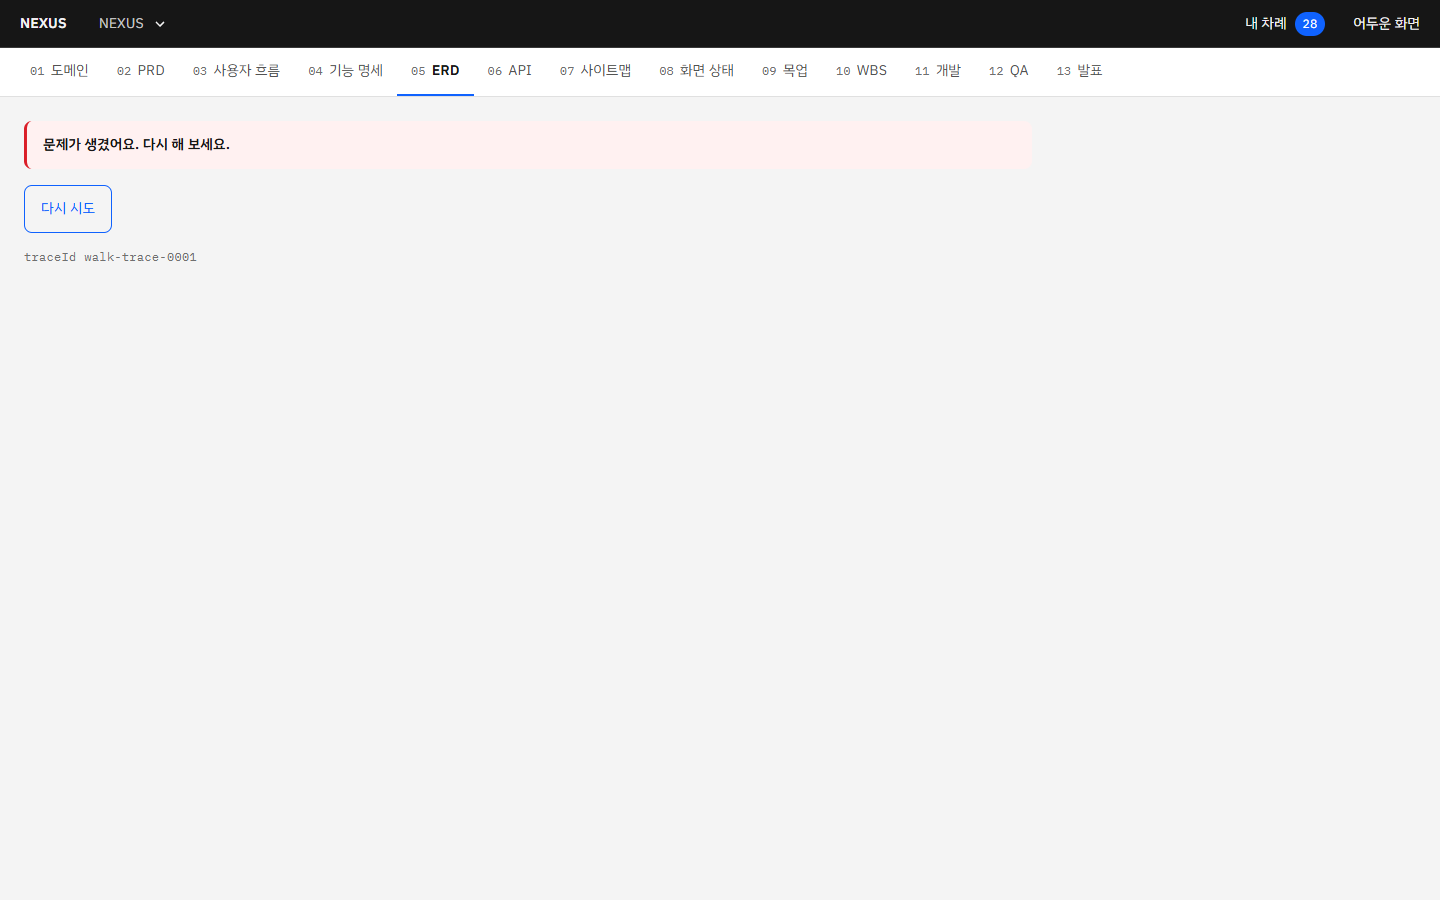 NEXUS NEXUS 내 차례 28 어두운 화면
01 도메인 02 PRD 03 사용자 흐름 04 기능 명세 05 ERD 06 API 07 사이트맵 08 화면 상태 09 목업 10 WBS 11 개발 12 QA 13 발표
문제가 생겼어요. 다시 해 보세요.
다시 시도
traceId walk-trace-0001